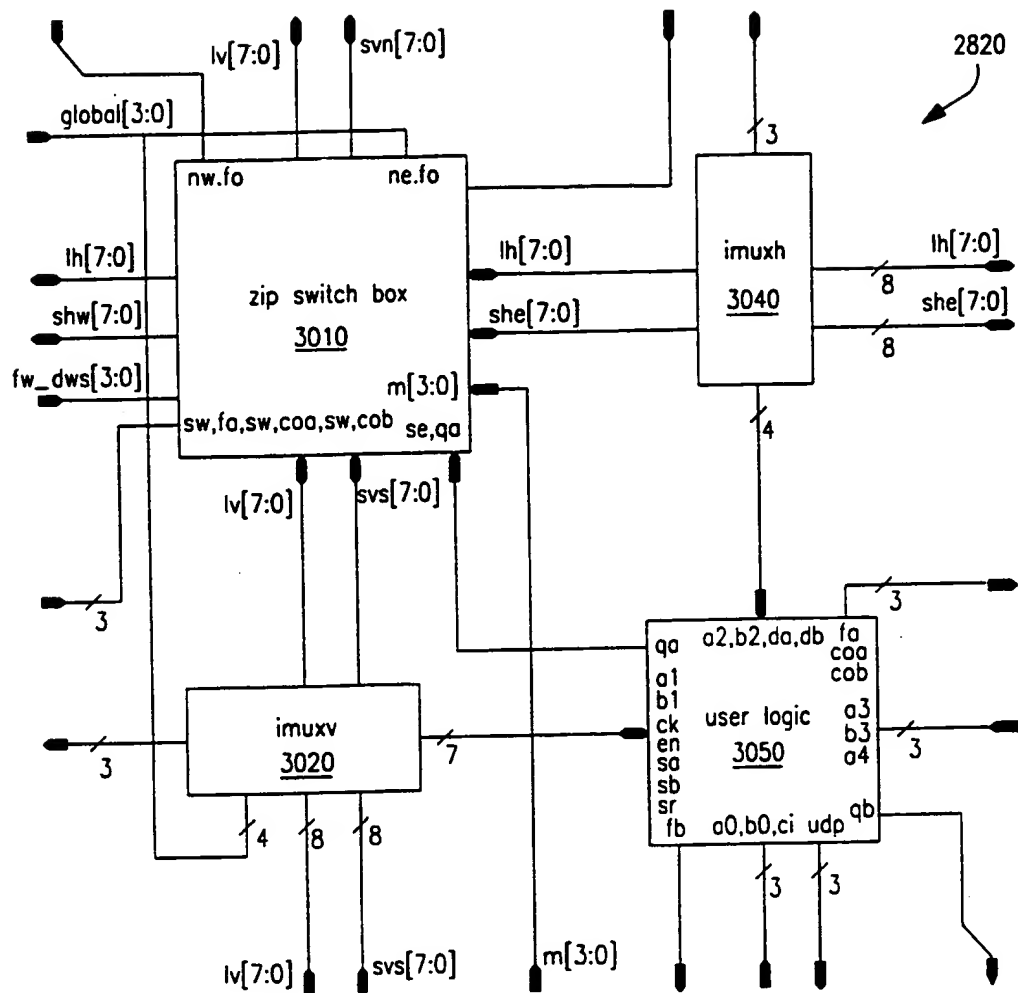 lv[7:0]
svn[7:0]
2820
global[3:0]
3
nw.fo
ne.fo
lh[7:0]
lh[7:0]
imuxh
lh[7:0]
zip switch box
8
shw[7:0]
3010
she[7:0]
3040
she[7:0]
8
fw_dws[3:0]
m[3:0]
sw,fa,sw,coa,sw,cob
se,qa
4
lv[7:0]
svs[7:0]
3
3
qa
a2,b2,da,db
fa
coa
cob
a1
b1
ck
en
sa
sb
sr
fb
user logic
3050
a3
b3
a4
3
imuxv
3020
3
7
qb
a0,b0,ci
udp
4
8
8
3
3
lv[7:0]
svs[7:0]
m[3:0]